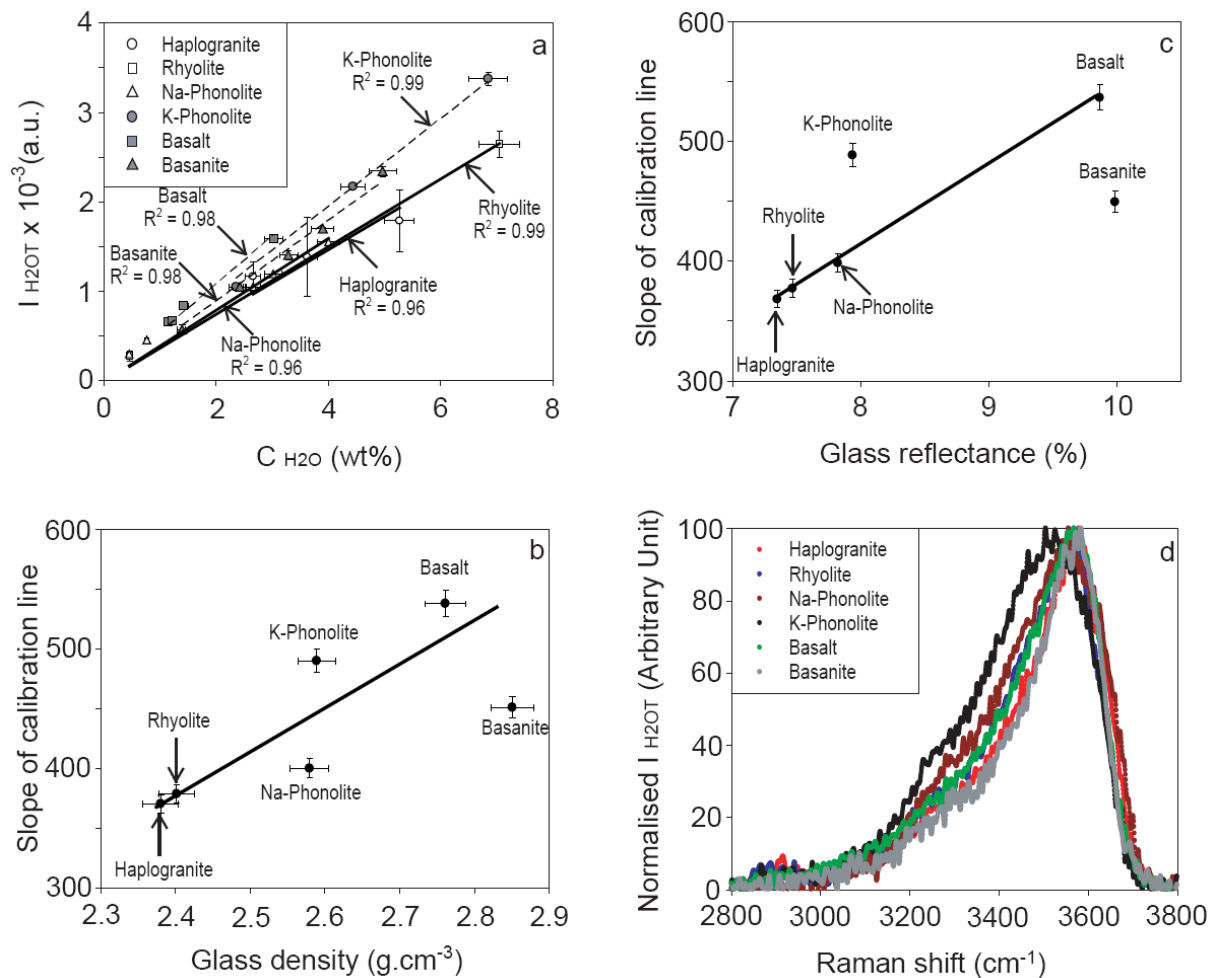 a
Haplogranite
Rhyolite
Na-Phonolite
K-Phonolite
Basalt
Basanite
K-Phonolite
R² = 0.99
Basalt
R² = 0.98
Basanite
R² = 0.98
Rhyolite
R² = 0.99
Haplogranite
R² = 0.96
Na-Phonolite
R² = 0.96
4
3
2
1
0
I H2OT x 10⁻³ (a.u.)
0 2 4 6 8
C H2O (wt%)
c
600
500
400
300
Slope of calibration line
Basalt
K-Phonolite
Basanite
Rhyolite
Na-Phonolite
Haplogranite
7 8 9 10
Glass reflectance (%)
b
600
500
400
300
Slope of calibration line
Basalt
K-Phonolite
Rhyolite
Basanite
Na-Phonolite
Haplogranite
2.3 2.4 2.5 2.6 2.7 2.8 2.9
Glass density (g.cm⁻³)
d
Haplogranite
Rhyolite
Na-Phonolite
K-Phonolite
Basalt
Basanite
100
80
60
40
20
0
Normalised I H2OT (Arbitrary Unit)
2800 3000 3200 3400 3600 3800
Raman shift (cm⁻¹)